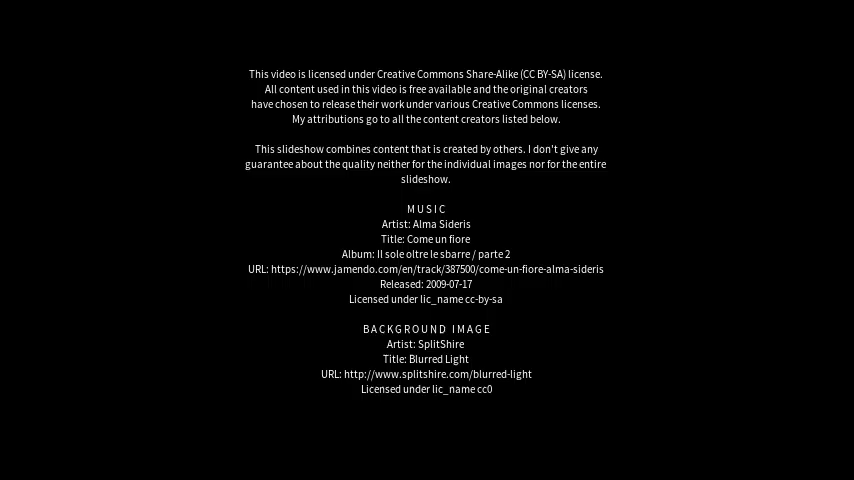 This video is licensed under Creative Commons Share-Alike (CC BY-SA) license.
All content used in this video is free available and the original creators
have chosen to release their work under various Creative Commons licenses.
My attributions go to all the content creators listed below.
This slideshow combines content that is created by others. I don't give any
guarantee about the quality neither for the individual images nor for the entire
slideshow.
MUSIC
Artist: Alma Sideris
Title: Come un fiore
Album: Il sole oltre le sbarre / parte 2
URL: https://www.jamendo.com/en/track/387500/come-un-fiore-alma-sideris
Released: 2009-07-17
Licensed under lic_name cc-by-sa
BACKGROUND IMAGE
Artist: SplitShire
Title: Blurred Light
URL: http://www.splitshire.com/blurred-light
Licensed under lic_name cc0